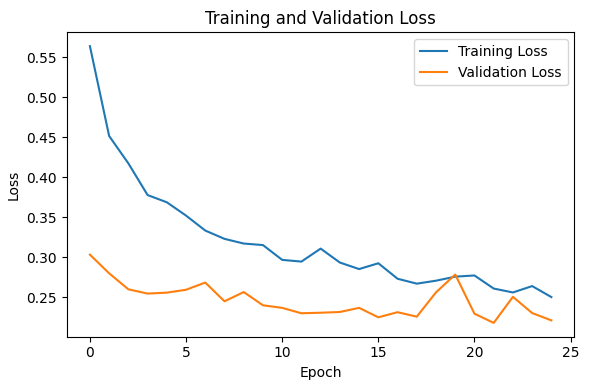 Training and Validation Loss
Training Loss
Validation Loss
0.55
0.50
0.45
0.40
0.35
0.30
0.25
Loss
0 5 10 15 20 25
Epoch